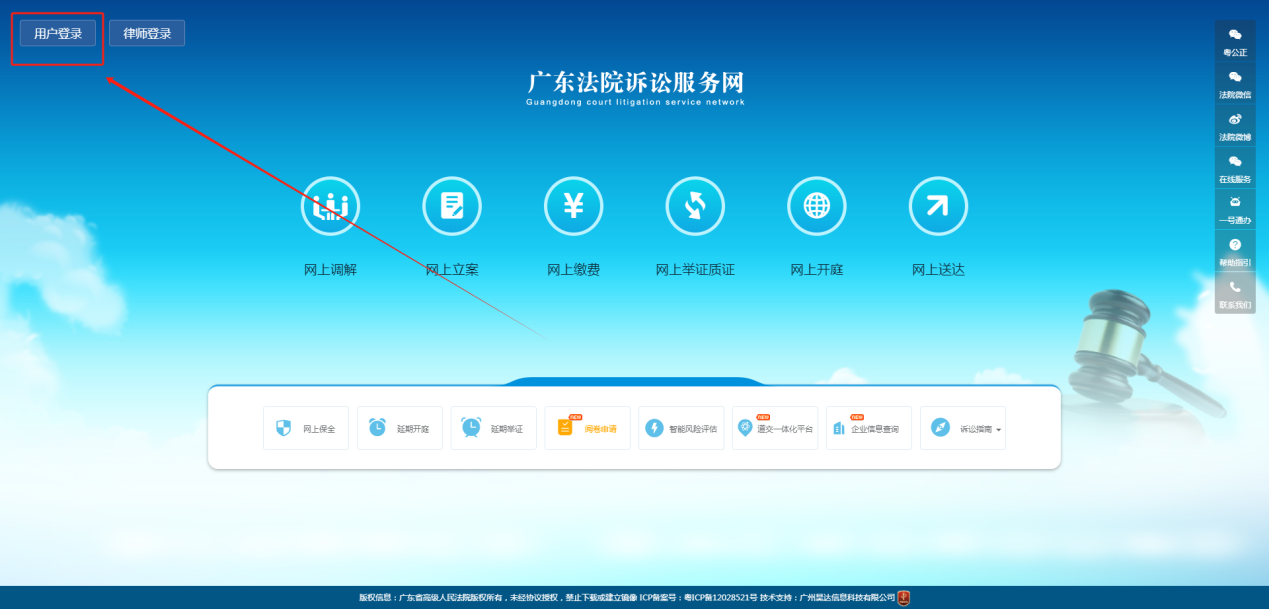 用户登录
律师登录
广东法院诉讼服务网
Guangdong court litigation service network
粤公正
法院微信
法院微博
在线服务
一号通办
帮助指引
联系我们
网上调解
网上立案
网上缴费
网上举证质证
网上开庭
网上送达
网上保全
延期开庭
延期举证
NEW
阅卷申请
智能风险评估
NEW
道交一体化平台
NEW
企业信息查询
诉讼指南
版权信息：广东省高级人民法院版权所有，未经协议授权，禁止下载或建立镜像 ICP备案号：粤ICP备12028521号 技术支持：广州昊达信息科技有限公司